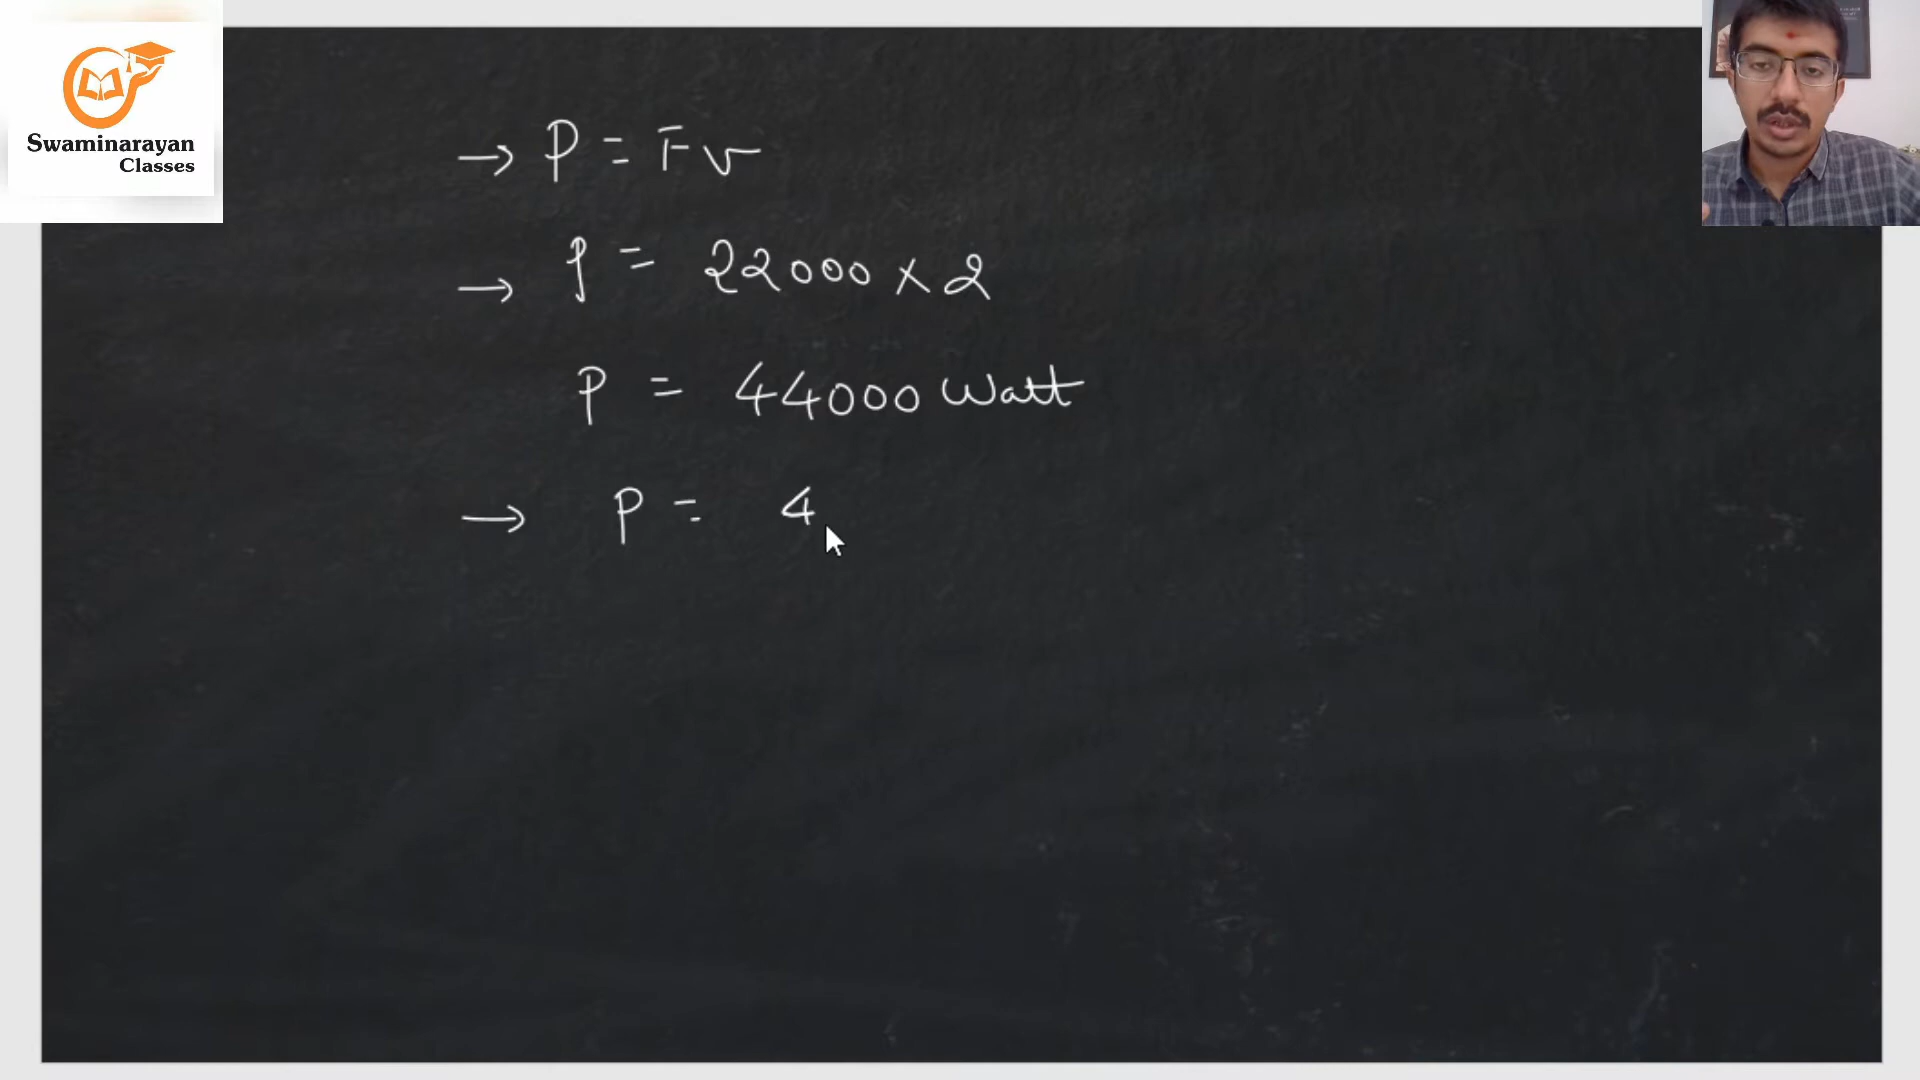 Swaminarayan
Classes
→ P = Fv
→ P = 22000 × 2
P = 44000 Watt
→ P = 4